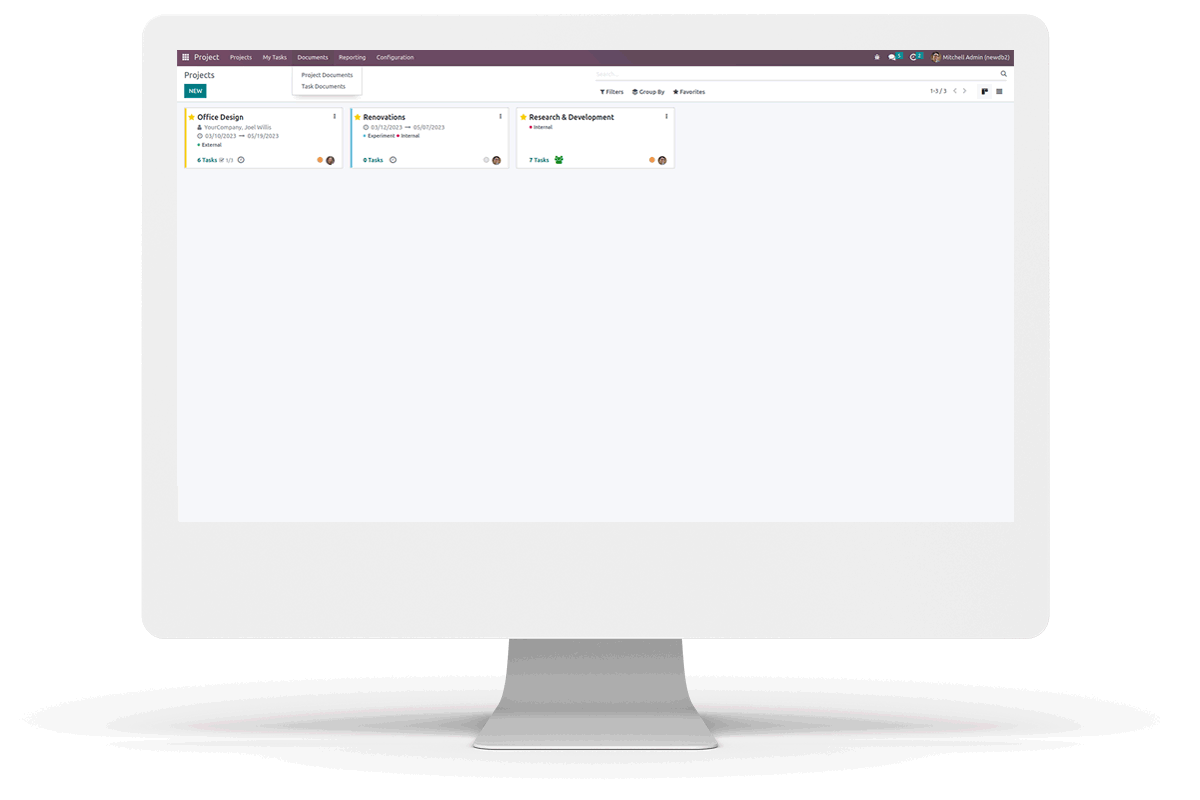 Project Projects My Tasks Documents Reporting Configuration 5 2 Mitchell Admin (newdb2)
Projects
Project Documents
Task Documents
Search...
NEW
Filters Group By Favorites 1-3 / 3
Office Design
YourCompany, Joel Willis
03/10/2023 → 05/19/2023
External
6 Tasks 1/3
Renovations
03/12/2023 → 05/07/2023
Experiment Internal
8 Tasks
Research & Development
Internal
7 Tasks